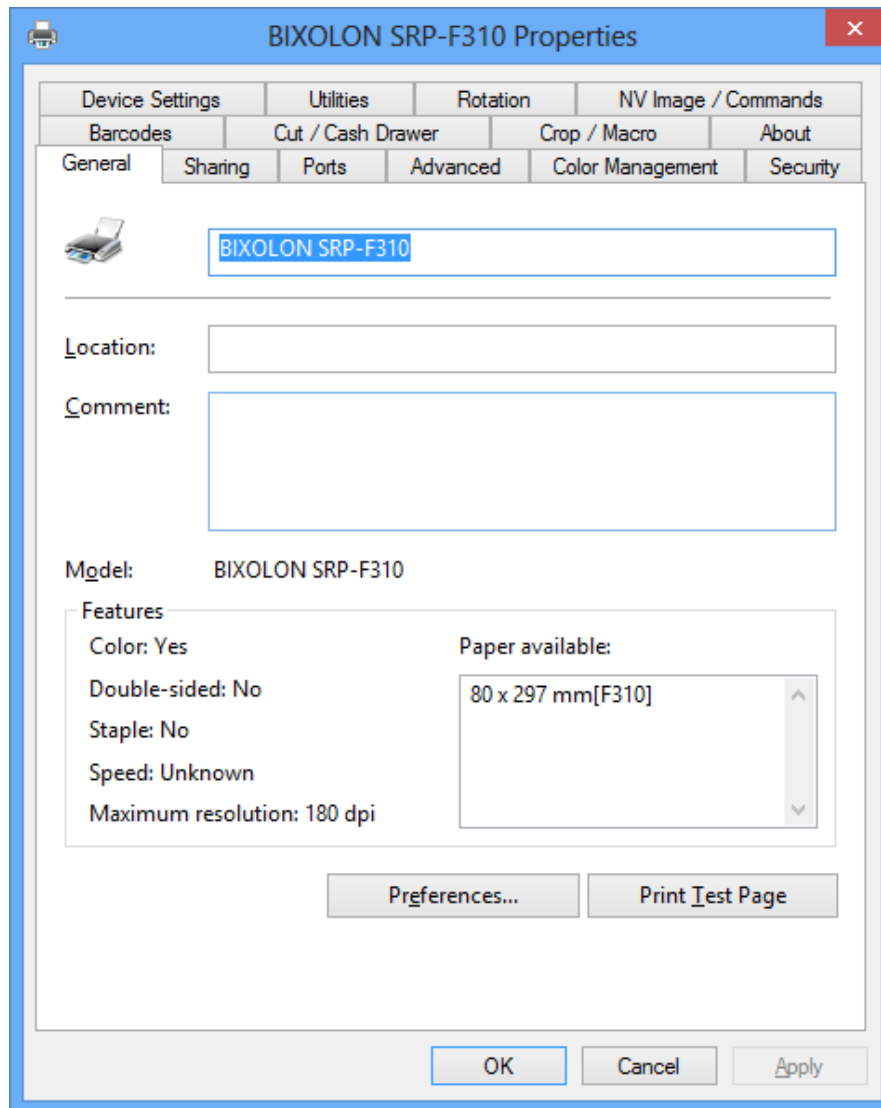 BIXOLON SRP-F310 Properties
Device Settings Utilities Rotation NV Image / Commands
Barcodes Cut / Cash Drawer Crop / Macro About
General Sharing Ports Advanced Color Management Security
BIXOLON SRP-F310
Location:
Comment:
Model: BIXOLON SRP-F310
Features
Color: Yes
Double-sided: No
Staple: No
Speed: Unknown
Maximum resolution: 180 dpi
Paper available:
80 x 297 mm[F310]
Preferences... Print Test Page
OK Cancel Apply